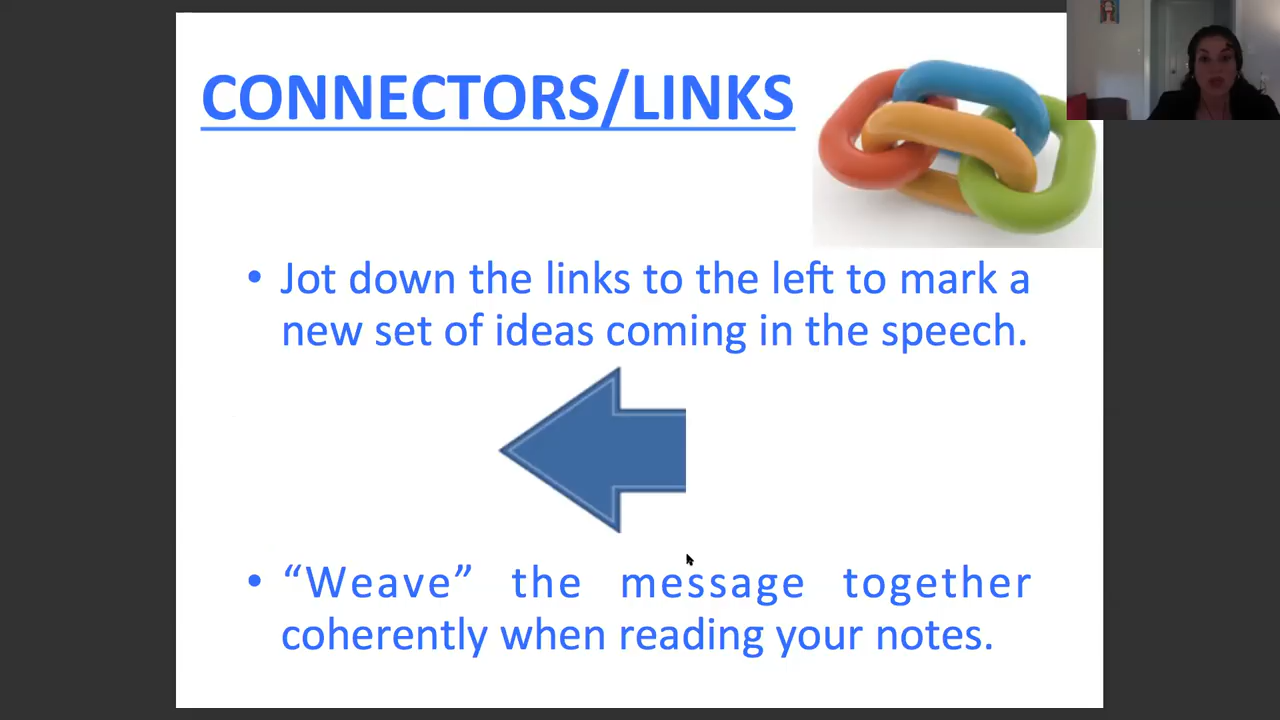 CONNECTORS/LINKS
• Jot down the links to the left to mark a
new set of ideas coming in the speech.
• “Weave” the message together
coherently when reading your notes.